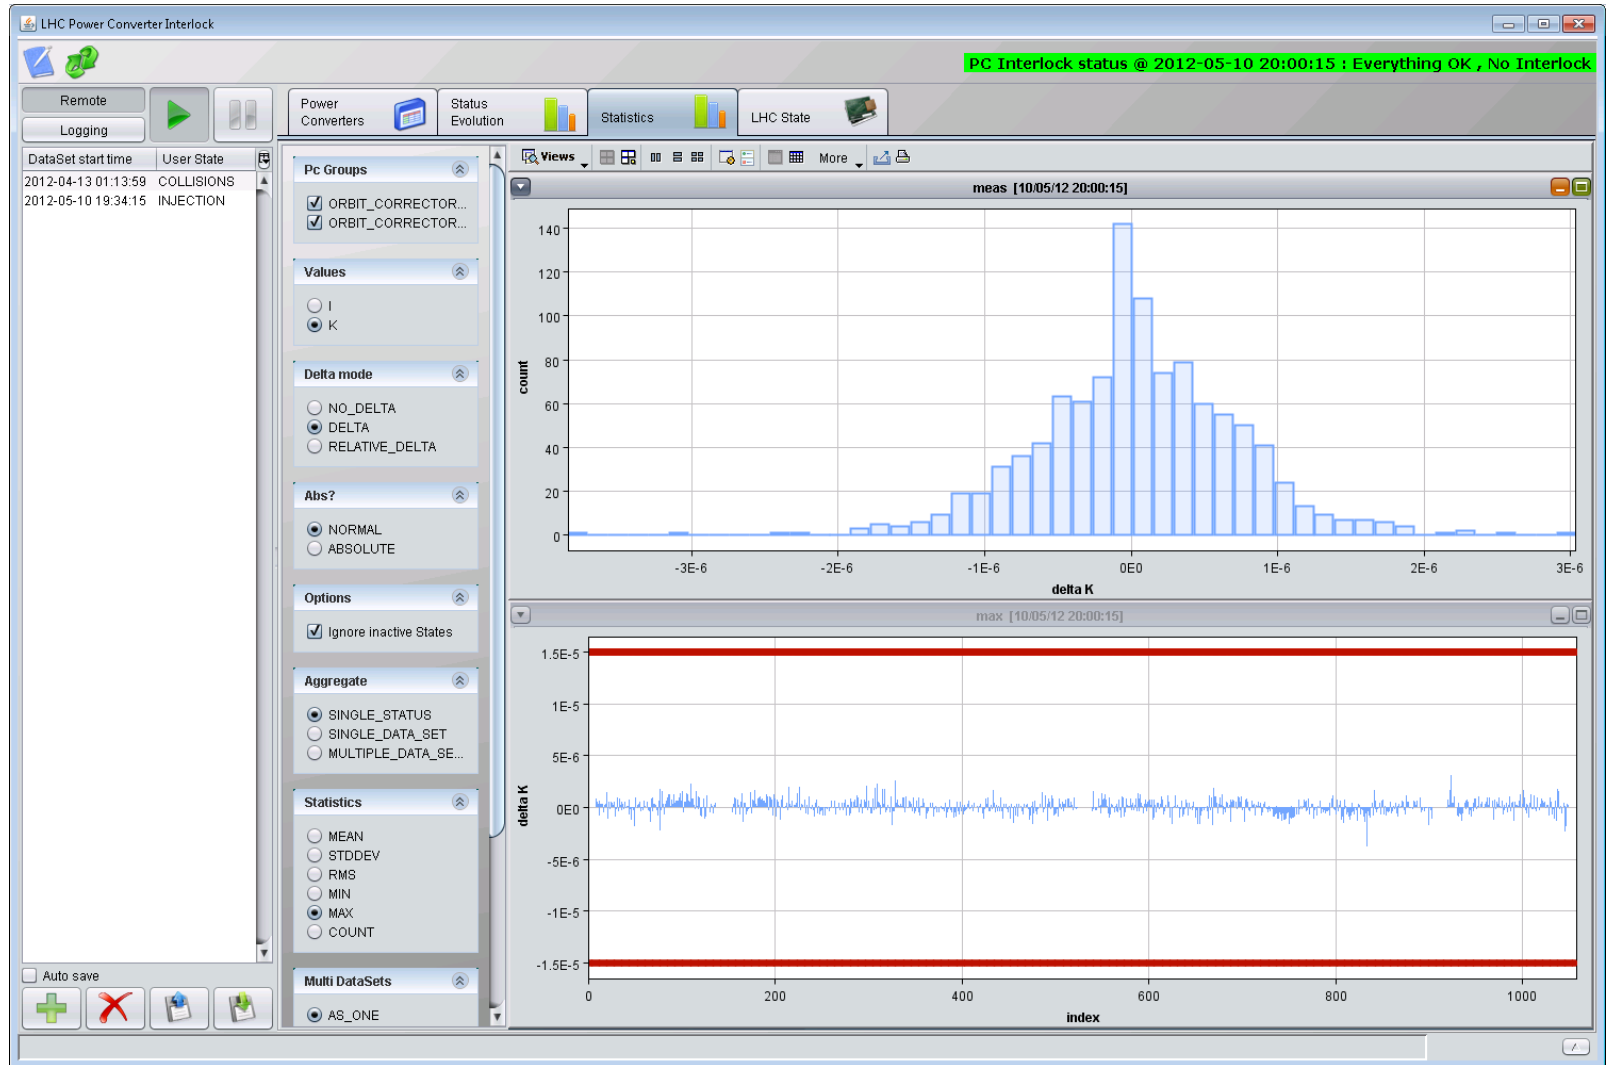 LHC Power Converter Interlock
PC Interlock status @ 2012-05-10 20:00:15 : Everything OK , No Interlock
Remote
Logging
Power Converters
Status Evolution
Statistics
LHC State
DataSet start time User State
2012-04-13 01:13:59 COLLISIONS
2012-05-10 19:34:15 INJECTION
Auto save
Pc Groups
ORBIT_CORRECTOR...
ORBIT_CORRECTOR...
Values
I
K
Delta mode
NO_DELTA
DELTA
RELATIVE_DELTA
Abs?
NORMAL
ABSOLUTE
Options
Ignore inactive States
Aggregate
SINGLE_STATUS
SINGLE_DATA_SET
MULTIPLE_DATA_SE...
Statistics
MEAN
STDDEV
RMS
MIN
MAX
COUNT
Multi DataSets
AS_ONE
Views More
meas [10/05/12 20:00:15]
140
120
100
80
60
40
20
0
count
-3E-6 -2E-6 -1E-6 0E0 1E-6 2E-6 3E-6
delta K
max [10/05/12 20:00:15]
1.5E-5
1E-5
5E-6
0E0
-5E-6
-1E-5
-1.5E-5
delta K
0 200 400 600 800 1000
index